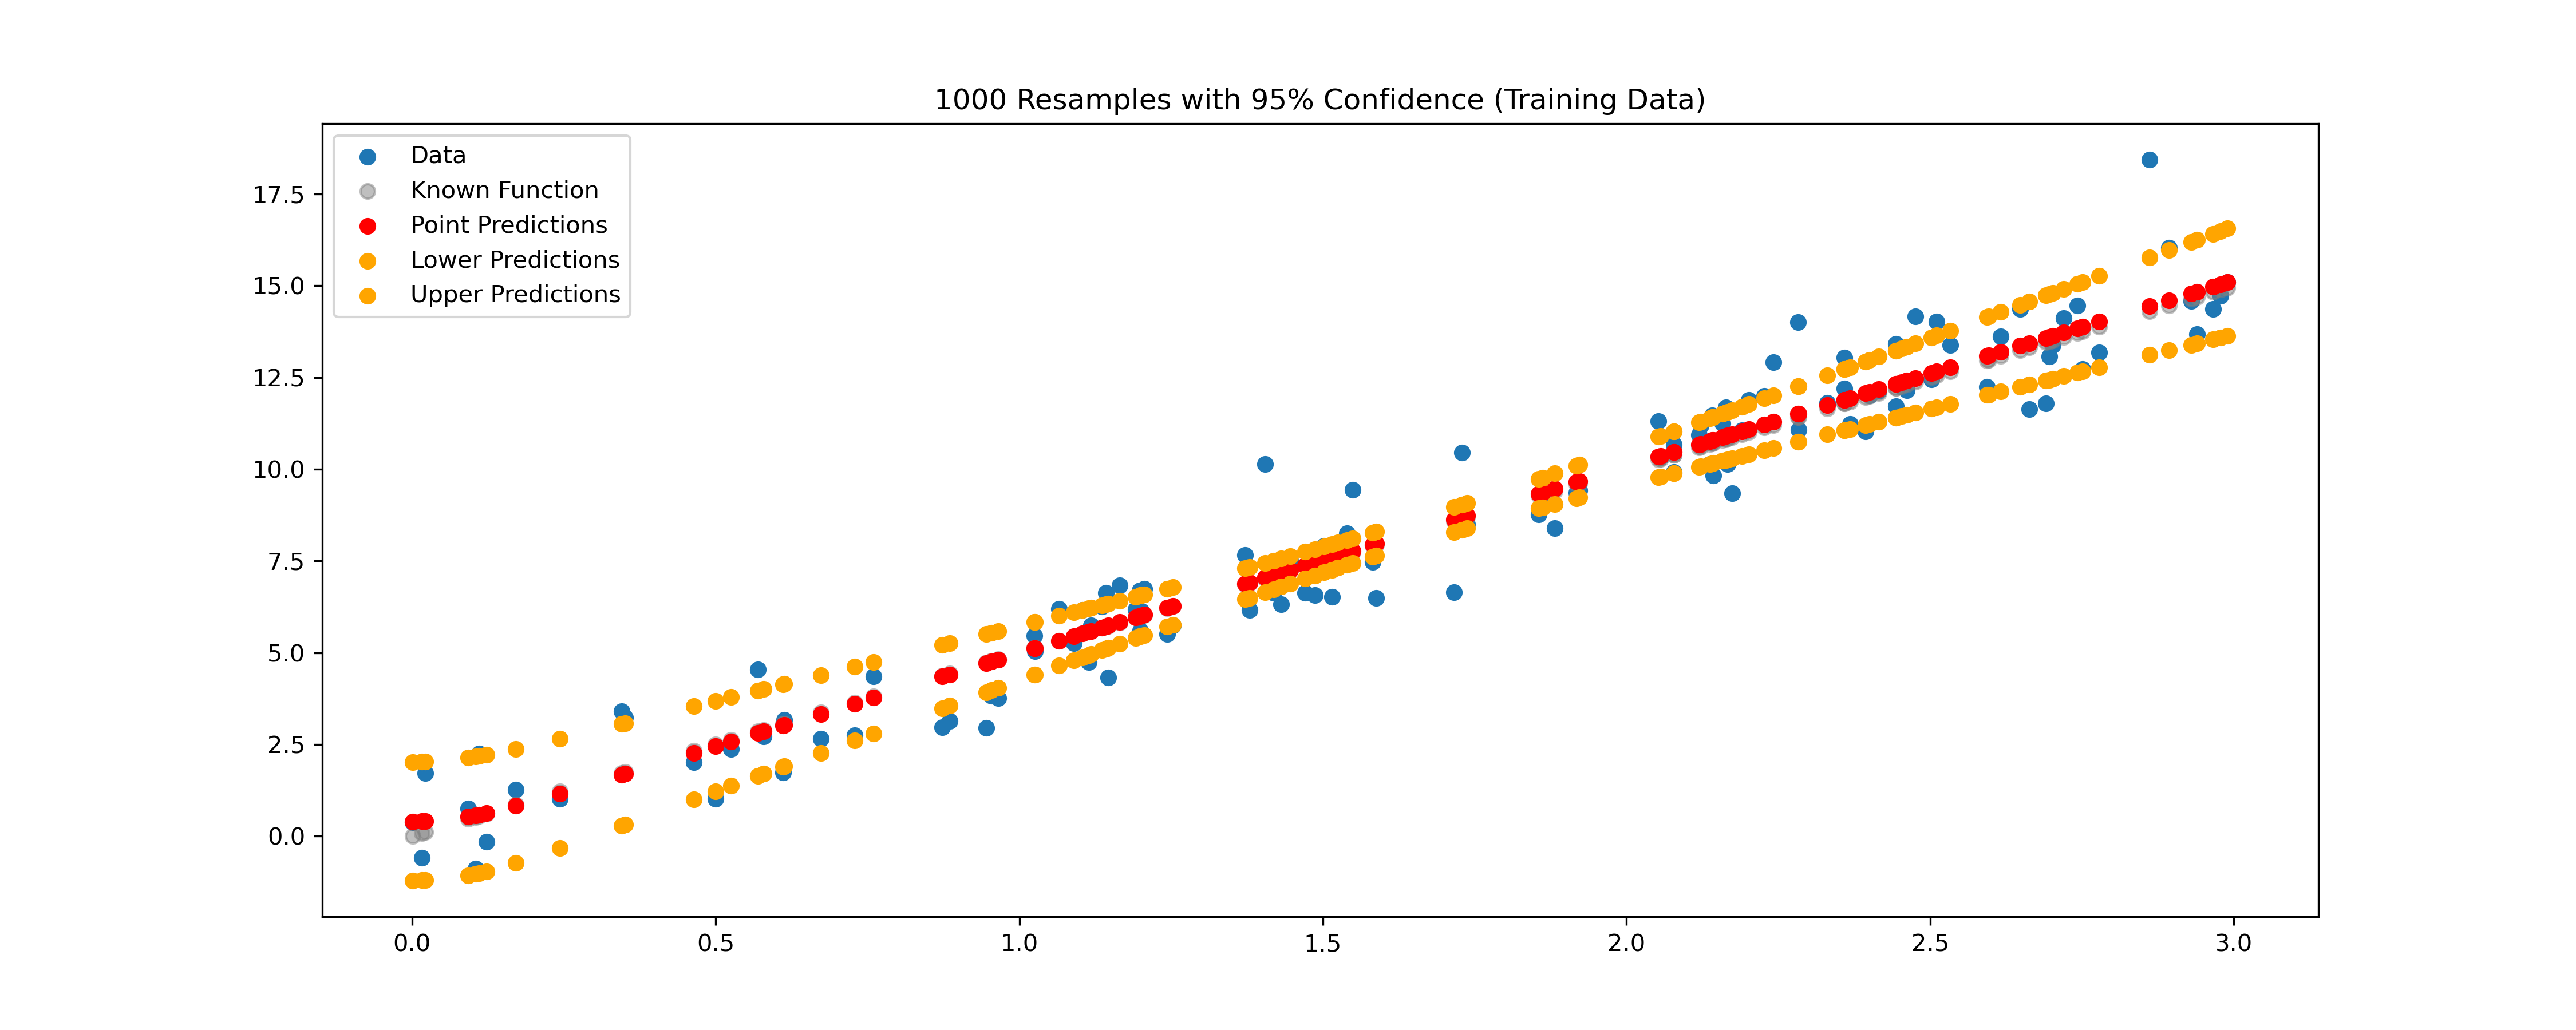 1000 Resamples with 95% Confidence (Training Data)
Data
Known Function
Point Predictions
Lower Predictions
Upper Predictions
17.5
15.0
12.5
10.0
7.5
5.0
2.5
0.0
0.0 0.5 1.0 1.5 2.0 2.5 3.0